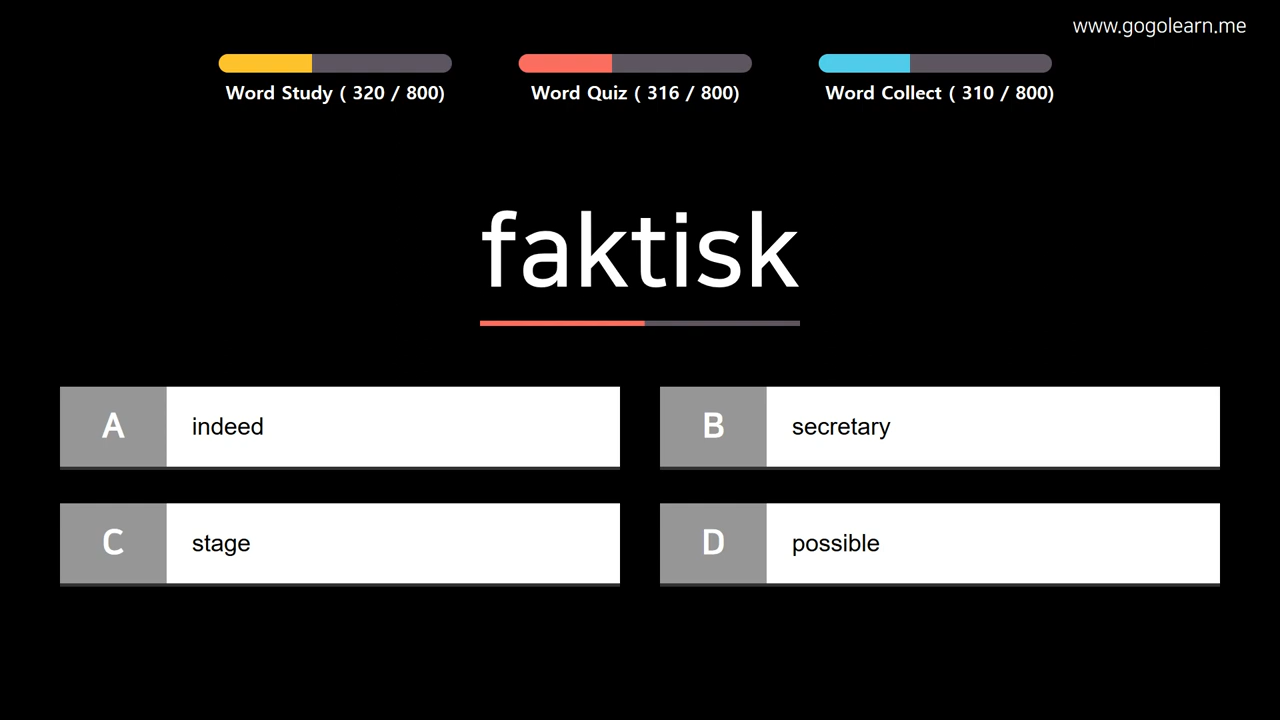 www.gogolearn.me
Word Study ( 320 / 800)
Word Quiz ( 316 / 800)
Word Collect ( 310 / 800)
faktisk
A indeed
B secretary
C stage
D possible